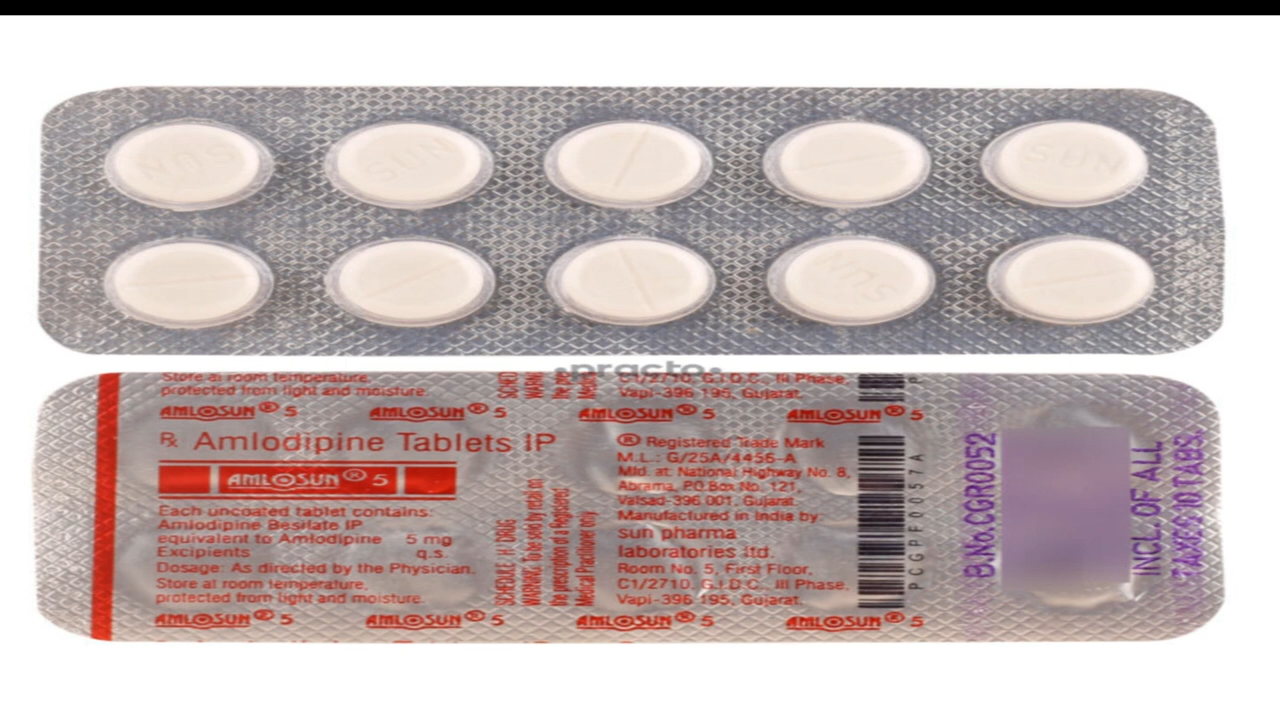 SUN
SUN
SUN
SUN
•practo•
Store at room temperature,
protected from light and moisture
AMLOSUN® 5 AMLOSUN® 5 AMLOSUN® 5 AMLOSUN® 5
Rx Amlodipine Tablets IP
AMLOSUN® 5
Each uncoated tablet contains:
Amlodipine Besilate IP
equivalent to Amlodipine 5 mg
Excipients q.s.
Dosage: As directed by the Physician.
Store at room temperature,
protected from light and moisture.
SCHEDULE H DRUG
WARNING: To be sold by retail on
the prescription of a Registered
Medical Practitioner only
C1/2710, G.I.D.C., III Phase,
Vapi-396 195, Gujarat.
® Registered Trade Mark
M.L.: G/25A/4456-A
Mfd. at: National Highway No. 8,
Abrama, P.O.Box No. 121,
Valsad-396 001, Gujarat.
Manufactured in India by:
sun pharma
laboratories ltd.
Room No. 5, First Floor,
C1/2710, G.I.D.C., III Phase,
Vapi-396 195, Gujarat.
PCGPF0057A
B.No.CGR0052
INCL. OF ALL
TAXES 10 TABS.
AMLOSUN® 5 AMLOSUN® 5 AMLOSUN® 5 AMLOSUN® 5